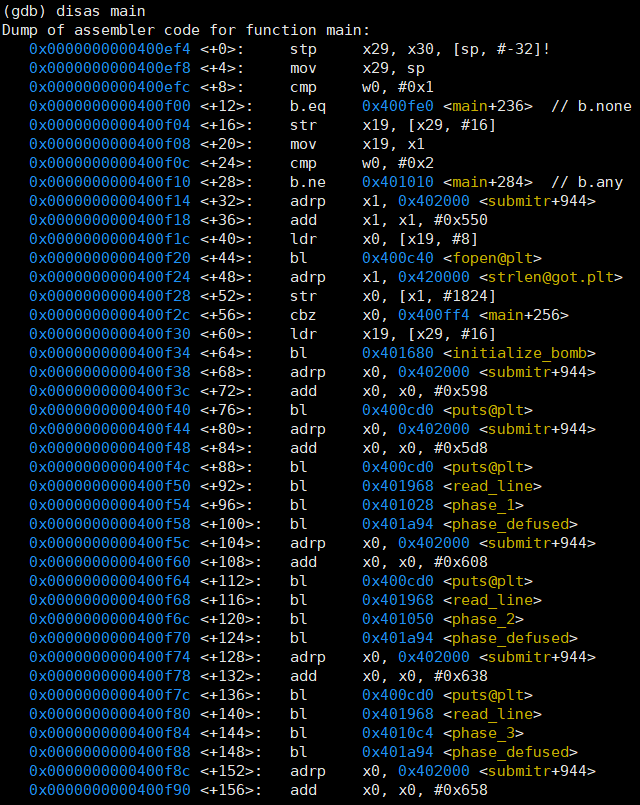 (gdb) disas main
Dump of assembler code for function main:
   0x0000000000400ef4 <+0>:	stp	x29, x30, [sp, #-32]!
   0x0000000000400ef8 <+4>:	mov	x29, sp
   0x0000000000400efc <+8>:	cmp	w0, #0x1
   0x0000000000400f00 <+12>:	b.eq	0x400fe0 <main+236>  // b.none
   0x0000000000400f04 <+16>:	str	x19, [x29, #16]
   0x0000000000400f08 <+20>:	mov	x19, x1
   0x0000000000400f0c <+24>:	cmp	w0, #0x2
   0x0000000000400f10 <+28>:	b.ne	0x401010 <main+284>  // b.any
   0x0000000000400f14 <+32>:	adrp	x1, 0x402000 <submitr+944>
   0x0000000000400f18 <+36>:	add	x1, x1, #0x550
   0x0000000000400f1c <+40>:	ldr	x0, [x19, #8]
   0x0000000000400f20 <+44>:	bl	0x400c40 <fopen@plt>
   0x0000000000400f24 <+48>:	adrp	x1, 0x420000 <strlen@got.plt>
   0x0000000000400f28 <+52>:	str	x0, [x1, #1824]
   0x0000000000400f2c <+56>:	cbz	x0, 0x400ff4 <main+256>
   0x0000000000400f30 <+60>:	ldr	x19, [x29, #16]
   0x0000000000400f34 <+64>:	bl	0x401680 <initialize_bomb>
   0x0000000000400f38 <+68>:	adrp	x0, 0x402000 <submitr+944>
   0x0000000000400f3c <+72>:	add	x0, x0, #0x598
   0x0000000000400f40 <+76>:	bl	0x400cd0 <puts@plt>
   0x0000000000400f44 <+80>:	adrp	x0, 0x402000 <submitr+944>
   0x0000000000400f48 <+84>:	add	x0, x0, #0x5d8
   0x0000000000400f4c <+88>:	bl	0x400cd0 <puts@plt>
   0x0000000000400f50 <+92>:	bl	0x401968 <read_line>
   0x0000000000400f54 <+96>:	bl	0x401028 <phase_1>
   0x0000000000400f58 <+100>:	bl	0x401a94 <phase_defused>
   0x0000000000400f5c <+104>:	adrp	x0, 0x402000 <submitr+944>
   0x0000000000400f60 <+108>:	add	x0, x0, #0x608
   0x0000000000400f64 <+112>:	bl	0x400cd0 <puts@plt>
   0x0000000000400f68 <+116>:	bl	0x401968 <read_line>
   0x0000000000400f6c <+120>:	bl	0x401050 <phase_2>
   0x0000000000400f70 <+124>:	bl	0x401a94 <phase_defused>
   0x0000000000400f74 <+128>:	adrp	x0, 0x402000 <submitr+944>
   0x0000000000400f78 <+132>:	add	x0, x0, #0x638
   0x0000000000400f7c <+136>:	bl	0x400cd0 <puts@plt>
   0x0000000000400f80 <+140>:	bl	0x401968 <read_line>
   0x0000000000400f84 <+144>:	bl	0x4010c4 <phase_3>
   0x0000000000400f88 <+148>:	bl	0x401a94 <phase_defused>
   0x0000000000400f8c <+152>:	adrp	x0, 0x402000 <submitr+944>
   0x0000000000400f90 <+156>:	add	x0, x0, #0x658